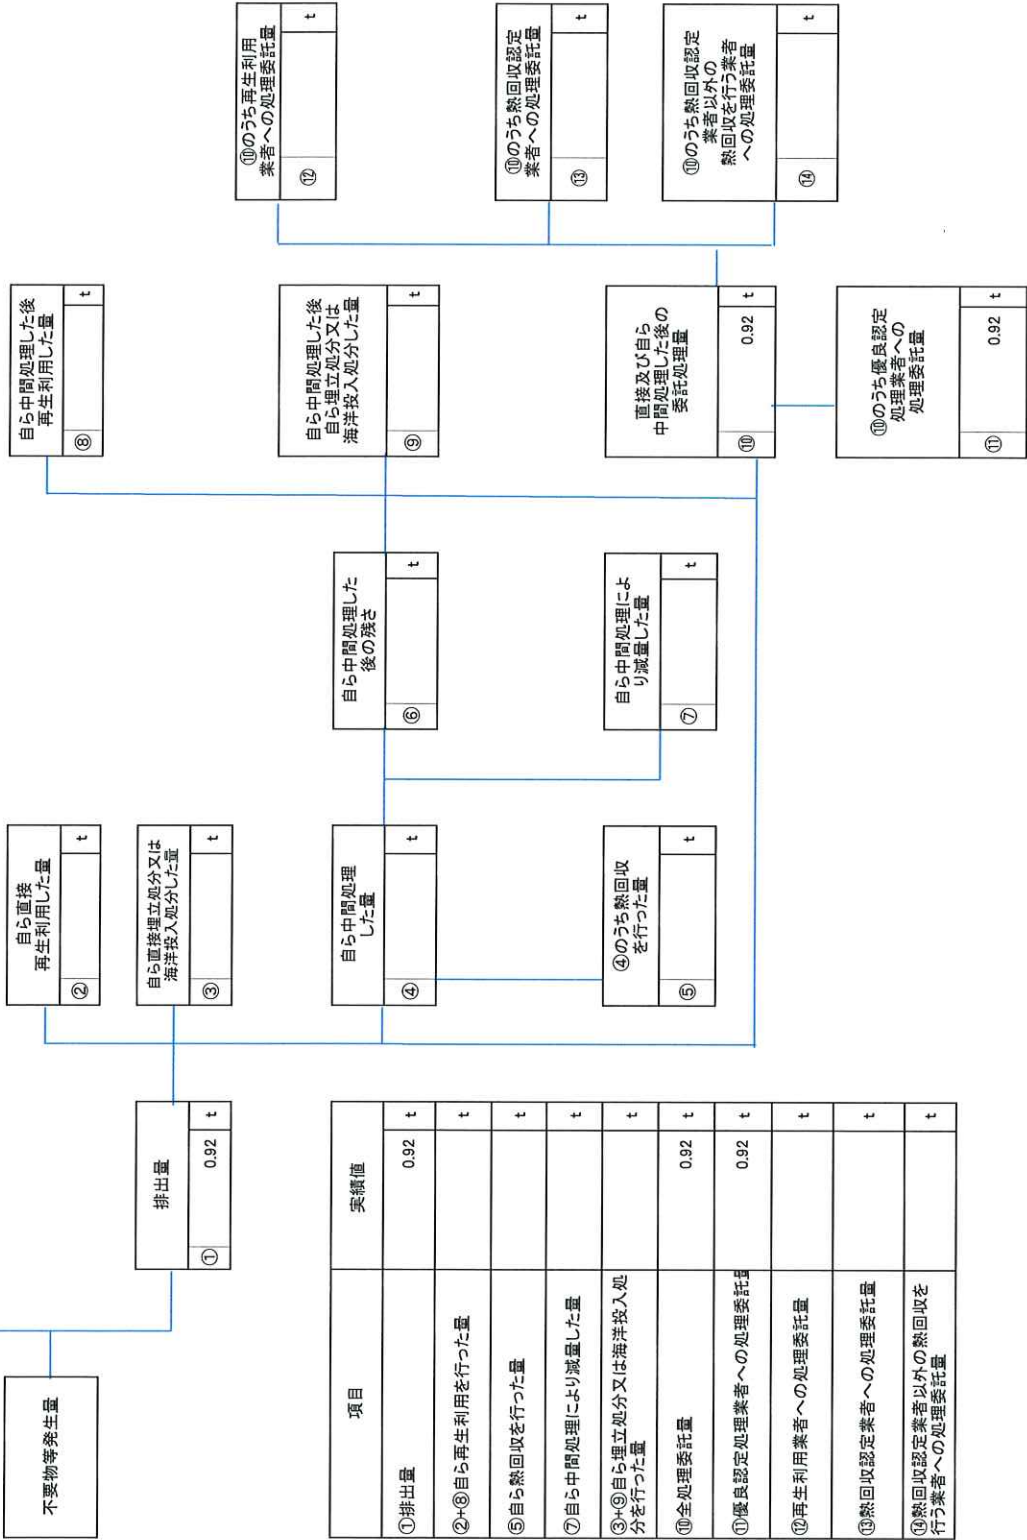 不要物等発生量
排出量
① 0.92 t
自ら直接
再生利用した量
② t
自ら直接埋立処分又は
海洋投入処分した量
③ t
自ら中間処理
した量
④ t
④のうち熱回収
を行った量
⑤ t
自ら中間処理した
後の残さ
⑥ t
自ら中間処理によ
り減量した量
⑦ t
自ら中間処理した後
再生利用した量
⑧ t
自ら中間処理した後
自ら埋立処分又は
海洋投入処分した量
⑨ t
直接及び自ら
中間処理した後の
委託処理量
⑩ 0.92 t
⑩のうち優良認定
処理業者への
処理委託量
⑪ 0.92 t
⑩のうち再生利用
業者への処理委託量
⑫ t
⑩のうち熱回収認定
業者への処理委託量
⑬ t
⑩のうち熱回収認定
業者以外の
熱回収を行う業者
への処理委託量
⑭ t
項目 実績値
①排出量 0.92 t
②+⑧自ら再生利用を行った量 t
⑤自ら熱回収を行った量 t
⑦自ら中間処理により減量した量 t
③+⑨自ら埋立処分又は海洋投入処
分を行った量 t
⑩全処理委託量 0.92 t
⑪優良認定処理業者への処理委託量 0.92 t
⑫再生利用業者への処理委託量 t
⑬熱回収認定業者への処理委託量 t
⑭熱回収認定業者以外の熱回収を
行う業者への処理委託量 t